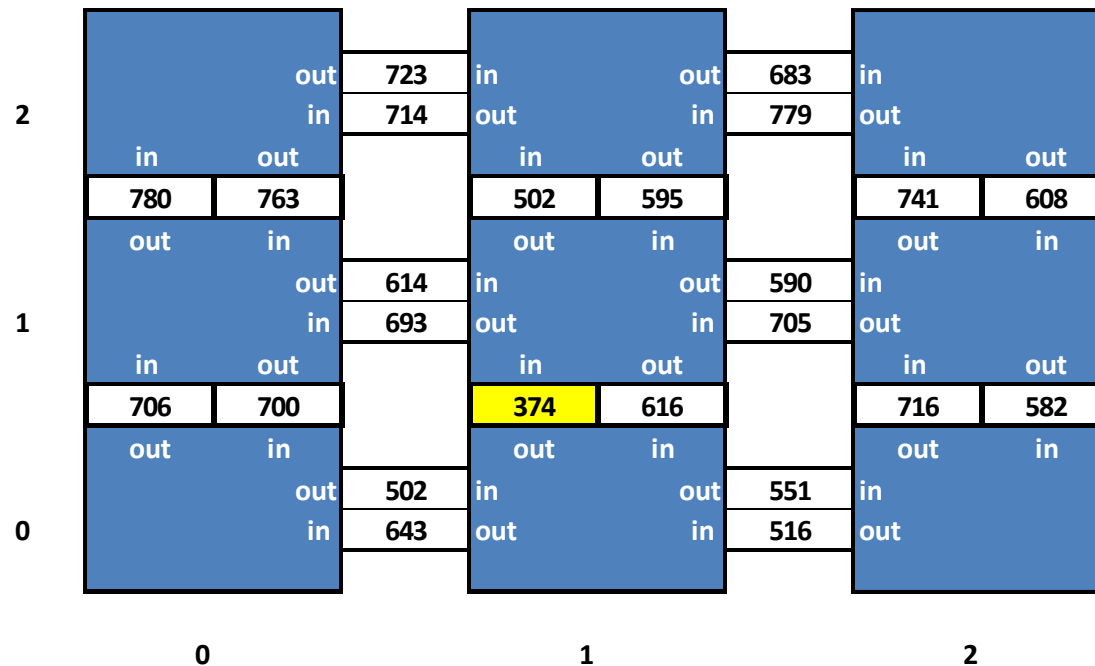 out 723 in out 683 in
2 in 714 out in 779 out
in out in out in out
780 763 502 595 741 608
out in out in out in
out 614 in out 590 in
1 in 693 out in 705 out
in out in out in out
706 700 374 616 716 582
out in out in out in
out 502 in out 551 in
0 in 643 out in 516 out
0 1 2